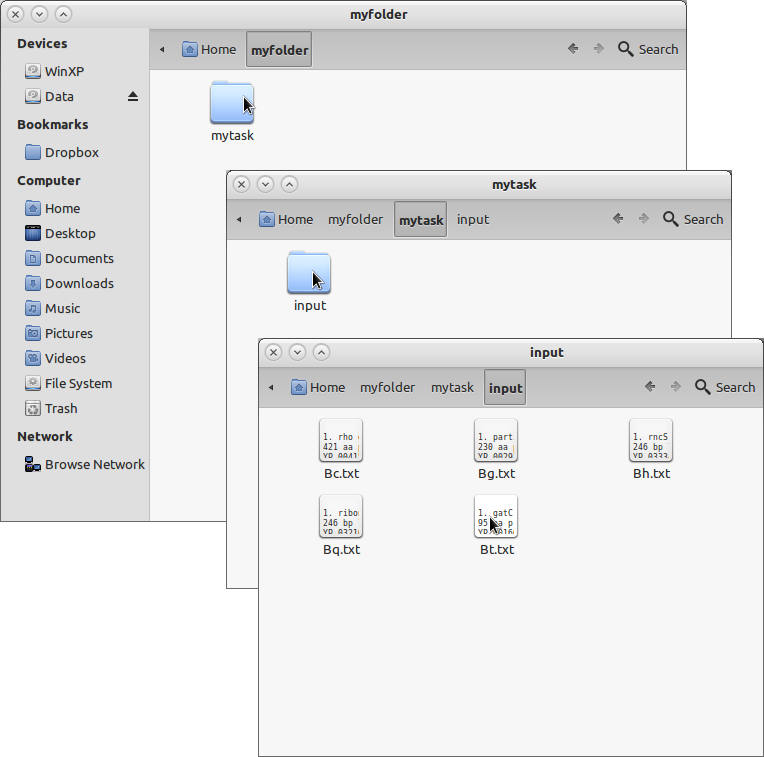 myfolder
Devices
WinXP
Data
Bookmarks
Dropbox
Computer
Home
Desktop
Documents
Downloads
Music
Pictures
Videos
File System
Trash
Network
Browse Network
Home myfolder Search
mytask
mytask
Home myfolder mytask input Search
input
input
Home myfolder mytask input Search
1. rho
421 aa
Bc.txt
1. part
230 aa
Bg.txt
1. rncS
246 bp
Bh.txt
1. ribo
246 bp
Bq.txt
1. gatC
Bt.txt